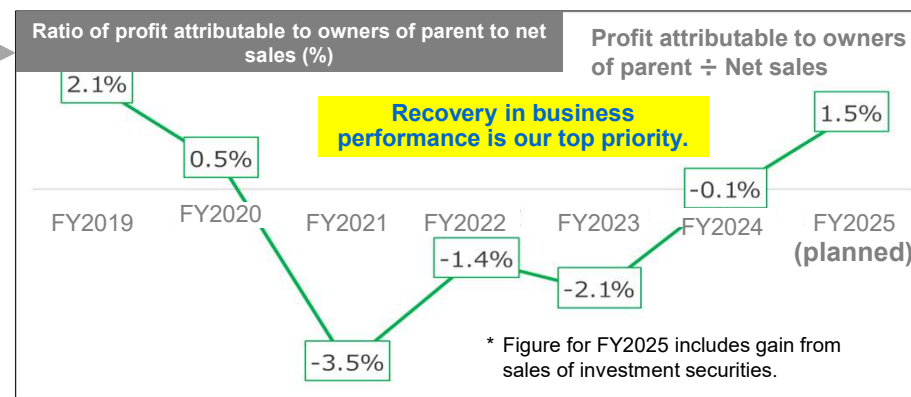 Ratio of profit attributable to owners of parent to net
sales (%)
Profit attributable to owners
of parent ÷ Net sales
2.1%
Recovery in business
performance is our top priority.
1.5%
0.5%
-0.1%
FY2019
FY2020
FY2021
FY2022
FY2023
FY2024
FY2025
(planned)
-1.4%
-2.1%
-3.5%
* Figure for FY2025 includes gain from
sales of investment securities.